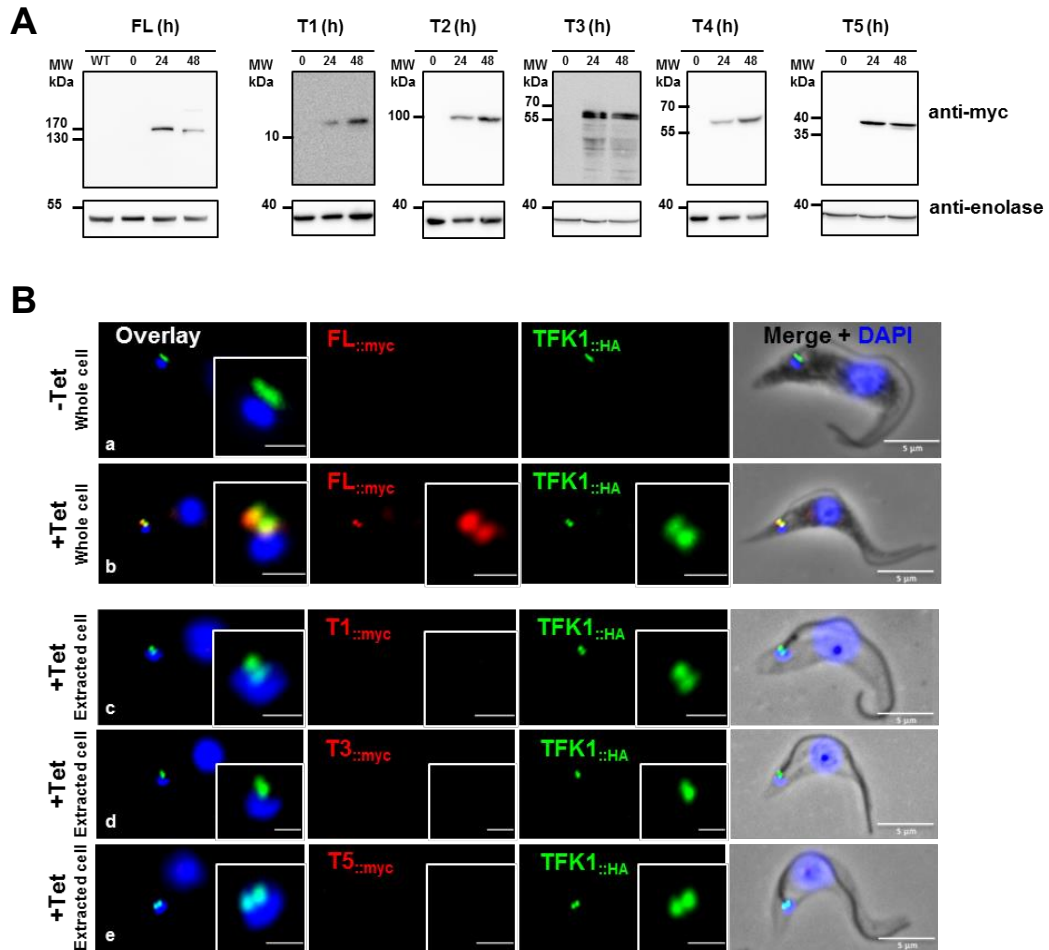 A
FL (h) T1 (h) T2 (h) T3 (h) T4 (h) T5 (h)
MW kDa WT 0 24 48
MW kDa 0 24 48
MW kDa 0 24 48
MW kDa 0 24 48
MW kDa 0 24 48
MW kDa 0 24 48
170
130
10
100
70
55
70
55
40
35
anti-myc
55
40
40
40
40
40
anti-enolase
B
-Tet
Whole cell
Overlay FL::myc TFK1::HA Merge + DAPI
a
5 µm
+Tet
Whole cell
FL::myc TFK1::HA
b
5 µm
+Tet
Extracted cell
T1::myc TFK1::HA
c
5 µm
+Tet
Extracted cell
T3::myc TFK1::HA
d
5 µm
+Tet
Extracted cell
T5::myc TFK1::HA
e
5 µm